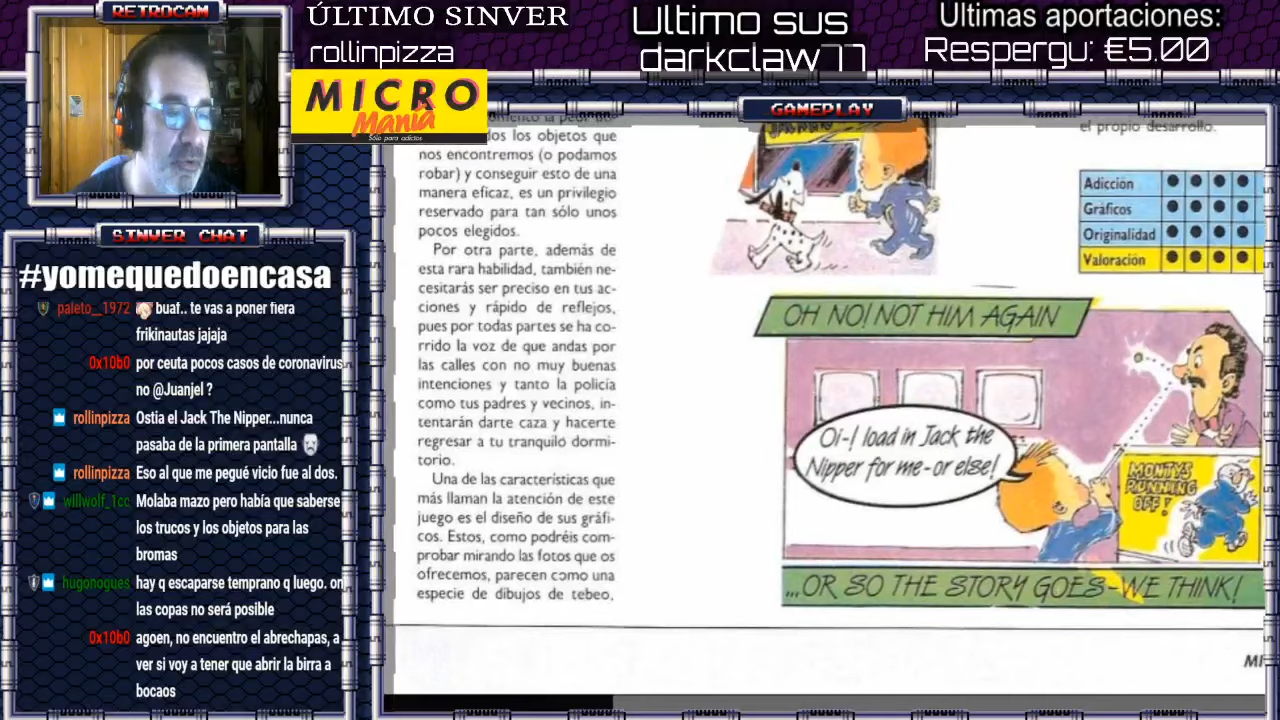 RETROCAM
ÚLTIMO SINVER
rollinpizza
Ultimo sus
darkclaw77
Ultimas aportaciones:
Respergu: €5.00
MICRO
Manía
Sólo para adictos
GAMEPLAY
SINVER CHAT
#yomequedoencasa
paleto__1972 buaf.. te vas a poner fiera
frikinautas jajaja
0x10b0 por ceuta pocos casos de coronavirus
no @Juanjel ?
rollinpizza Ostia el Jack The Nipper...nunca
pasaba de la primera pantalla
rollinpizza Eso al que me pegué vicio fue al dos.
willwolf_1cc Molaba mazo pero había que saberse
los trucos y los objetos para las
bromas
hugonogues hay q escaparse temprano q luego. on
las copas no será posible
0x10b0 agoen, no encuentro el abrechapas, a
ver si voy a tener que abrir la birra a
bocaos
dos los objetos que
nos encontremos (o podamos
robar) y conseguir esto de una
manera eficaz, es un privilegio
reservado para tan sólo unos
pocos elegidos.
Por otra parte, además de
esta rara habilidad, también ne-
cesitarás ser preciso en tus ac-
ciones y rápido de reflejos,
pues por todas partes se ha co-
rrido la voz de que andas por
las calles con no muy buenas
intenciones y tanto la policía
como tus padres y vecinos, in-
tentarán darte caza y hacerte
regresar a tu tranquilo dormi-
torio.
Una de las características que
más llaman la atención de este
juego es el diseño de sus gráfi-
cos. Estos, como podréis com-
probar mirando las fotos que os
ofrecemos, parecen como una
especie de dibujos de tebeo,
el propio desarrollo.
Adicción
Gráficos
Originalidad
Valoración
OH NO! NOT HIM AGAIN
Oi-I load in Jack the
Nipper for me-or else!
MONTYS
RUNNING
OFF!
...OR SO THE STORY GOES-WE THINK!
MI